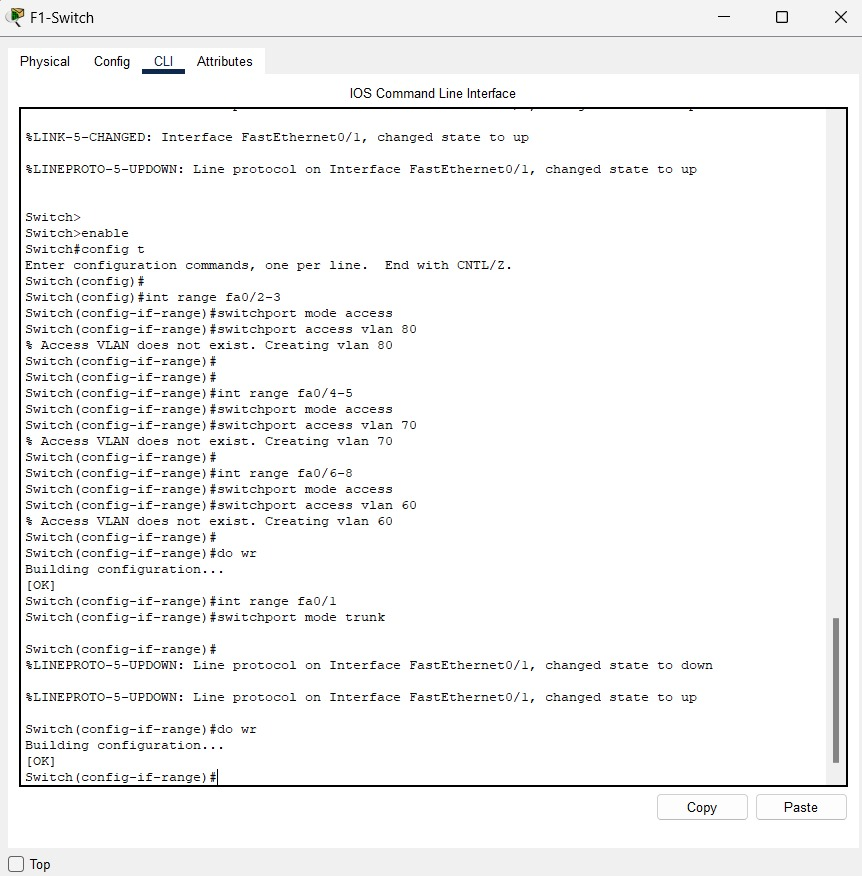 F1-Switch
Physical Config CLI Attributes
IOS Command Line Interface
%LINK-5-CHANGED: Interface FastEthernet0/1, changed state to up
%LINEPROTO-5-UPDOWN: Line protocol on Interface FastEthernet0/1, changed state to up
Switch>
Switch>enable
Switch#config t
Enter configuration commands, one per line.  End with CNTL/Z.
Switch(config)#
Switch(config)#int range fa0/2-3
Switch(config-if-range)#switchport mode access
Switch(config-if-range)#switchport access vlan 80
% Access VLAN does not exist. Creating vlan 80
Switch(config-if-range)#
Switch(config-if-range)#
Switch(config-if-range)#int range fa0/4-5
Switch(config-if-range)#switchport mode access
Switch(config-if-range)#switchport access vlan 70
% Access VLAN does not exist. Creating vlan 70
Switch(config-if-range)#
Switch(config-if-range)#int range fa0/6-8
Switch(config-if-range)#switchport mode access
Switch(config-if-range)#switchport access vlan 60
% Access VLAN does not exist. Creating vlan 60
Switch(config-if-range)#
Switch(config-if-range)#do wr
Building configuration...
[OK]
Switch(config-if-range)#int range fa0/1
Switch(config-if-range)#switchport mode trunk
Switch(config-if-range)#
%LINEPROTO-5-UPDOWN: Line protocol on Interface FastEthernet0/1, changed state to down
%LINEPROTO-5-UPDOWN: Line protocol on Interface FastEthernet0/1, changed state to up
Switch(config-if-range)#do wr
Building configuration...
[OK]
Switch(config-if-range)#
Copy Paste
Top